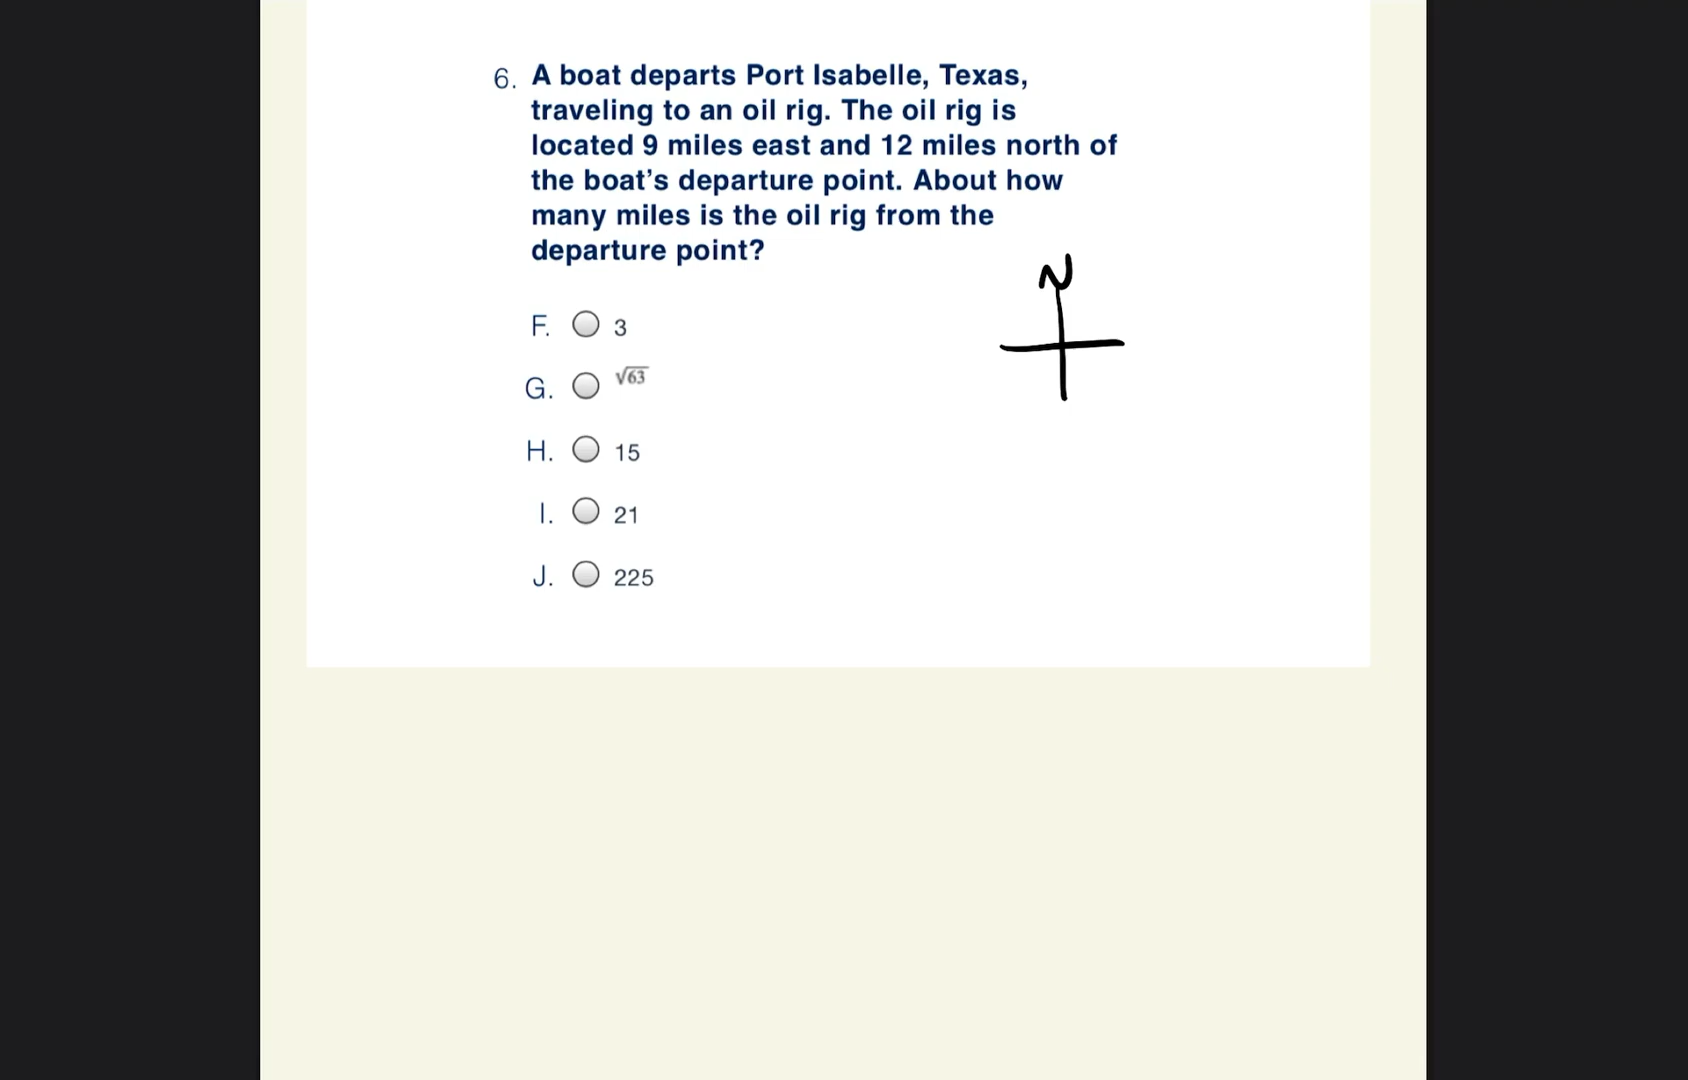 6. A boat departs Port Isabelle, Texas,
traveling to an oil rig. The oil rig is
located 9 miles east and 12 miles north of
the boat’s departure point. About how
many miles is the oil rig from the
departure point?
N
F. 3
G. √63
H. 15
I. 21
J. 225